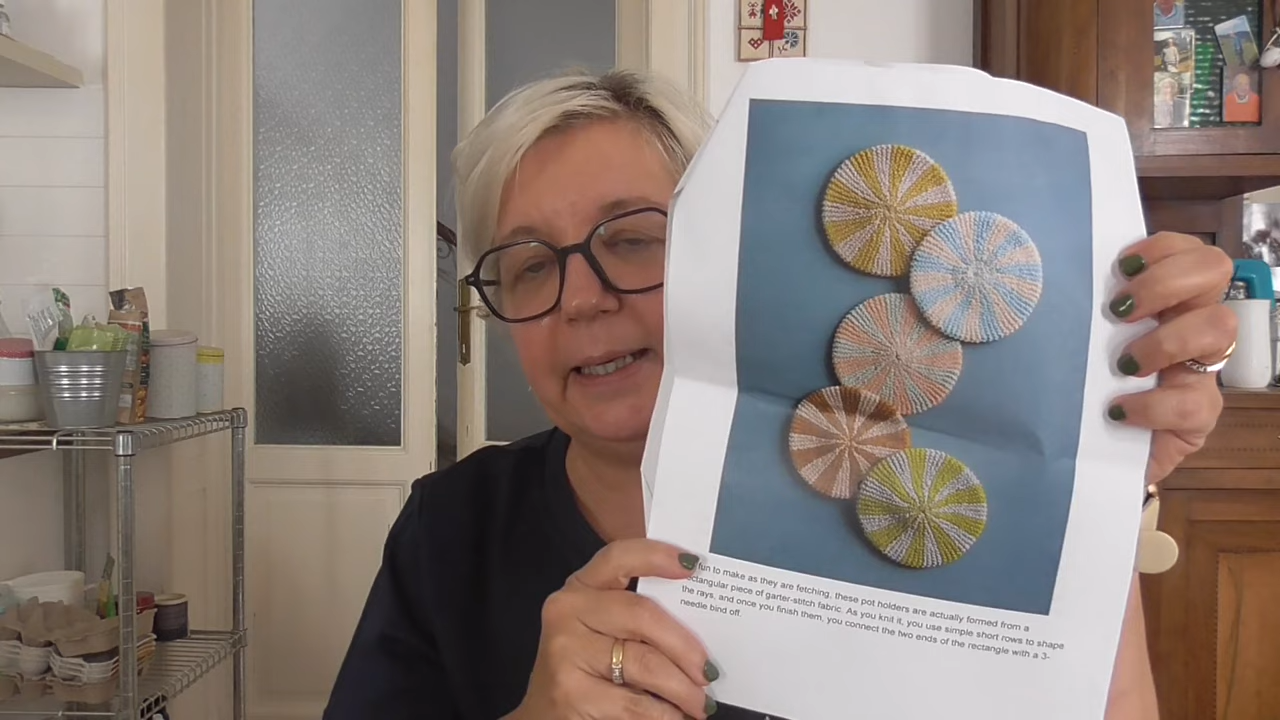 fun to make as they are fetching, these pot holders are actually formed from a
rectangular piece of garter-stitch fabric. As you knit it, you use simple short rows to shape
the rays, and once you finish them, you connect the two ends of the rectangle with a 3-
needle bind off.